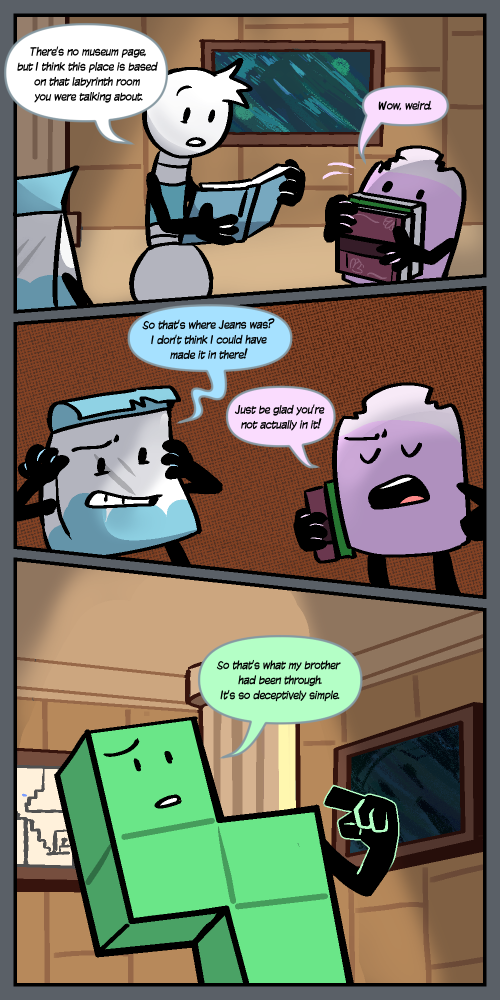 There's no museum page,
but I think this place is based
on that labyrinth room
you were talking about.
Wow, weird.
So that's where Jeans was?
I don't think I could have
made it in there!
Just be glad you're
not actually in it!
So that's what my brother
had been through.
It's so deceptively simple.